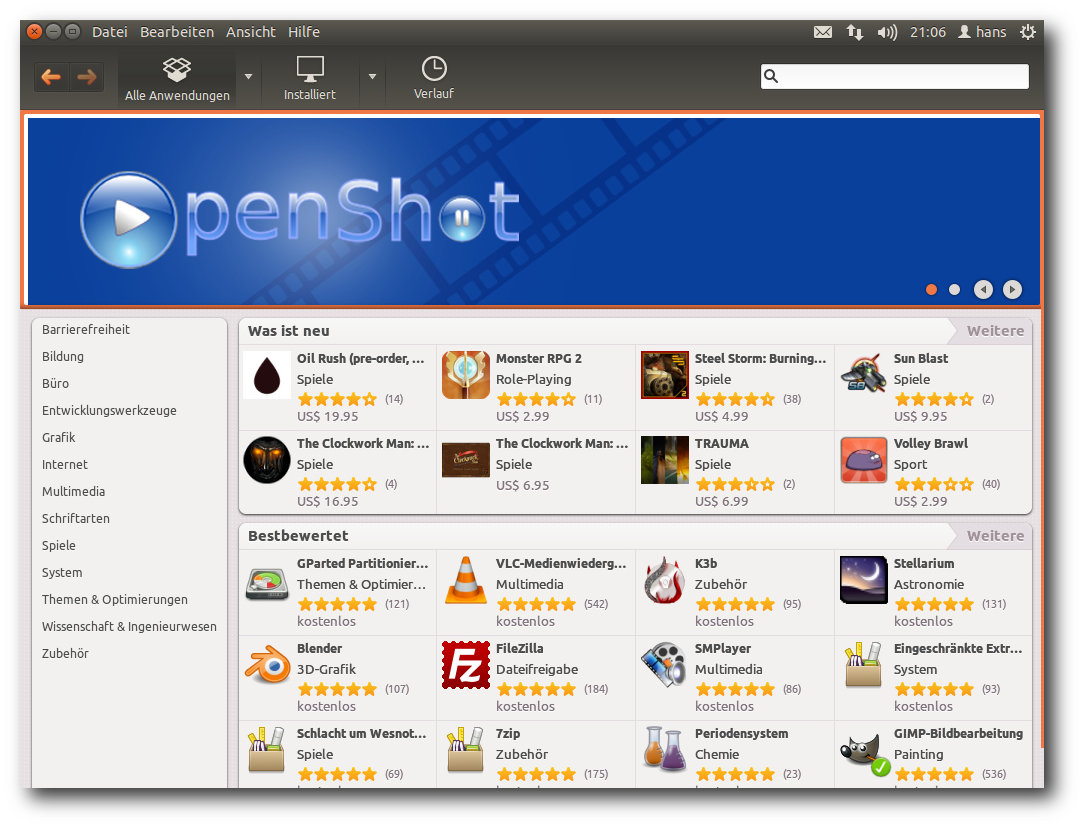 Datei Bearbeiten Ansicht Hilfe 21:06 hans
Alle Anwendungen Installiert Verlauf
OpenShot
Barrierefreiheit
Bildung
Büro
Entwicklungswerkzeuge
Grafik
Internet
Multimedia
Schriftarten
Spiele
System
Themen & Optimierungen
Wissenschaft & Ingenieurwesen
Zubehör
Was ist neu Weitere
Oil Rush (pre-order, ...
Spiele
(14)
US$ 19.95
Monster RPG 2
Role-Playing
(11)
US$ 2.99
Steel Storm: Burning...
Spiele
(38)
US$ 4.99
2
Sun Blast
Spiele
(2)
US$ 9.95
SB
The Clockwork Man: ...
Spiele
(4)
US$ 16.95
The Clockwork Man: ...
Spiele
US$ 6.95
TRAUMA
Spiele
(2)
US$ 6.99
Volley Brawl
Sport
(40)
US$ 2.99
Bestbewertet Weitere
GParted Partitionier...
Themen & Optimier...
(121)
kostenlos
VLC-Medienwiederg...
Multimedia
(542)
kostenlos
K3b
Zubehör
(95)
kostenlos
Stellarium
Astronomie
(131)
kostenlos
Blender
3D-Grafik
(107)
kostenlos
FZ
FileZilla
Dateifreigabe
(184)
kostenlos
SMPlayer
Multimedia
(86)
kostenlos
Eingeschränkte Extr...
System
(93)
kostenlos
Schlacht um Wesnot...
Spiele
(69)
7zip
Zubehör
(175)
Periodensystem
Chemie
(23)
GIMP-Bildbearbeitung
Painting
(536)